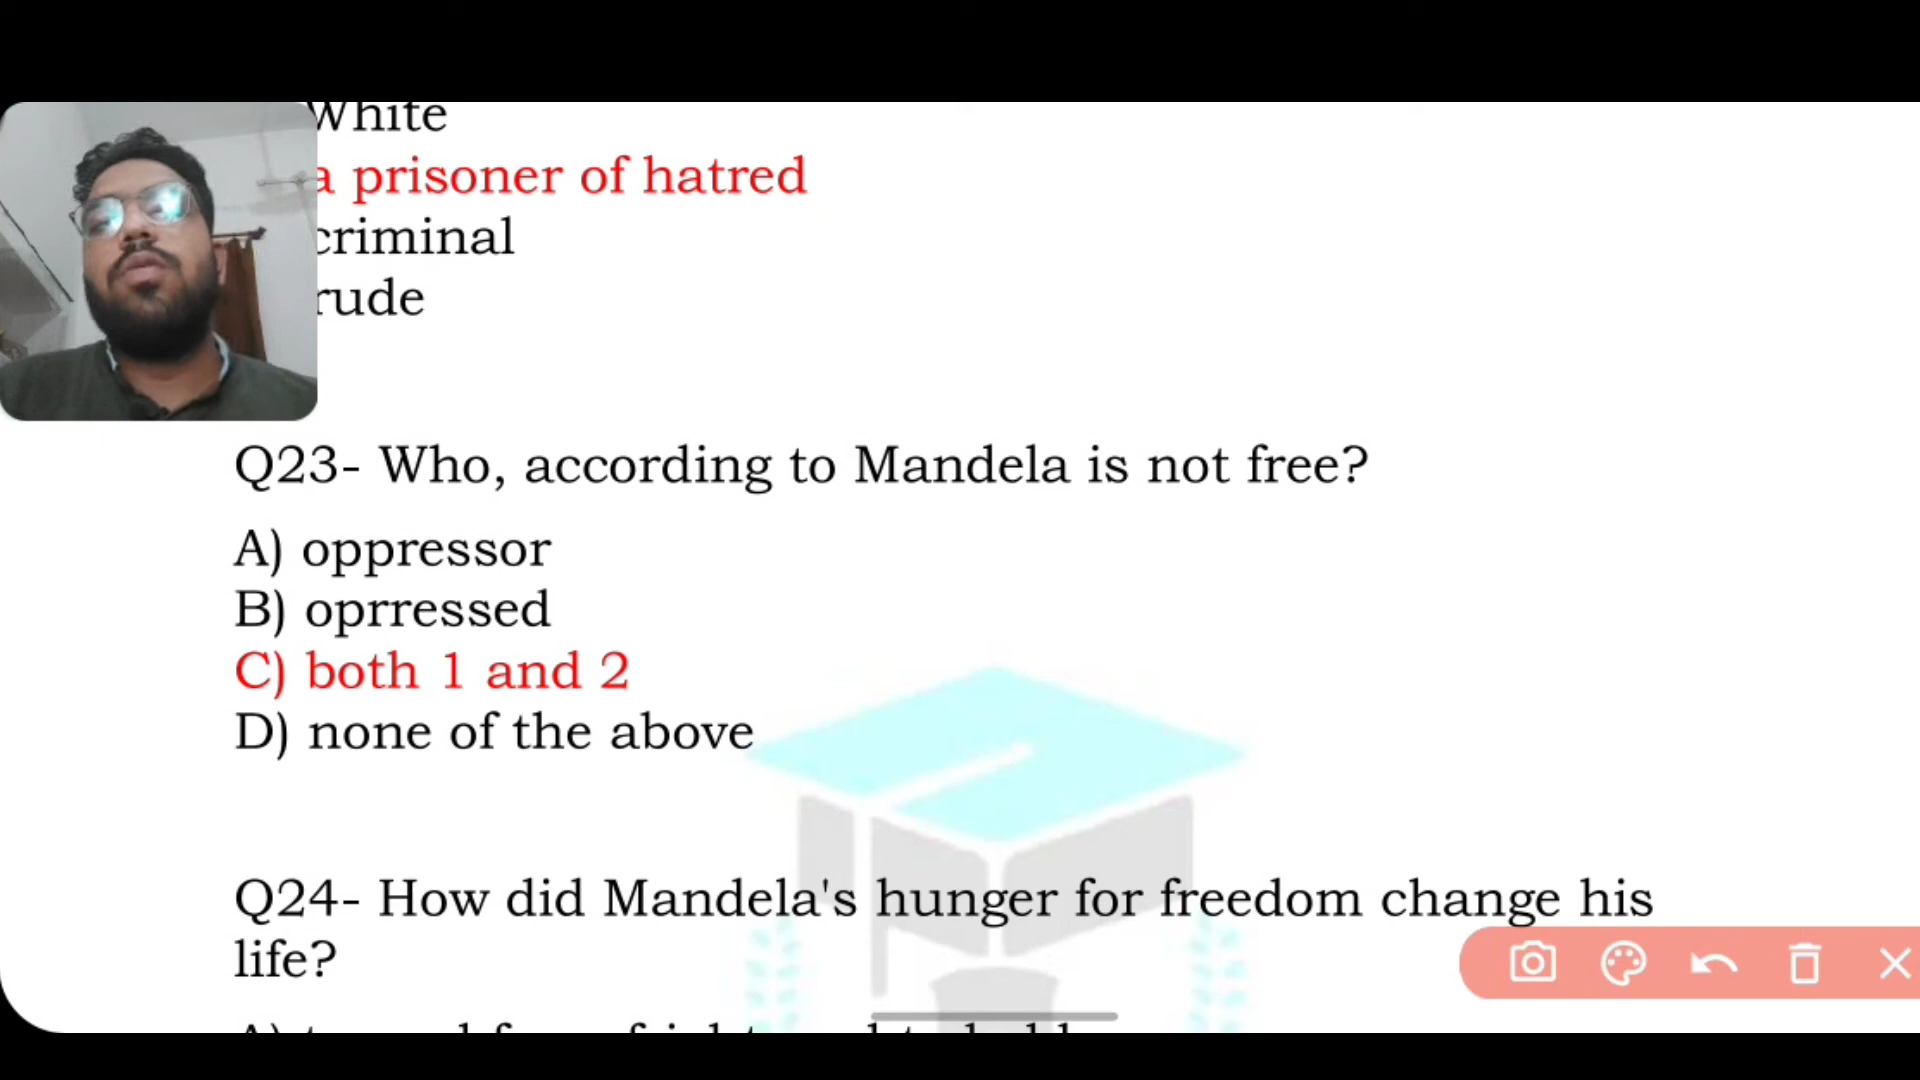 White
a prisoner of hatred
criminal
rude
Q23- Who, according to Mandela is not free?
A) oppressor
B) oprressed
C) both 1 and 2
D) none of the above
Q24- How did Mandela's hunger for freedom change his
life?